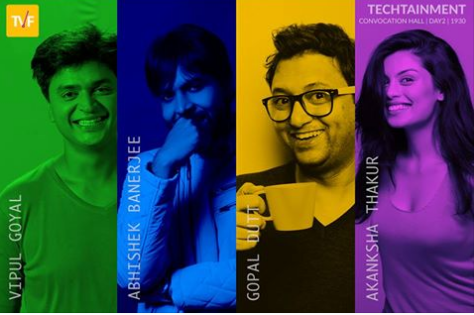 TVF
TECHTAINMENT
CONVOCATION HALL | DAY2 | 1930
VIPUL GOYAL
ABHISHEK BANERJEE
GOPAL DUTT
AKANKSHA THAKUR